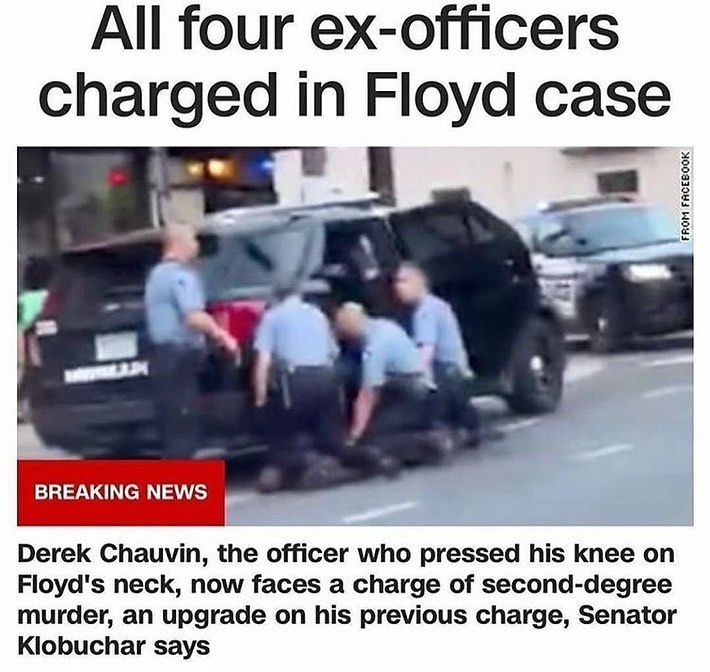 All four ex-officers
charged in Floyd case
FROM FACEBOOK
BREAKING NEWS
Derek Chauvin, the officer who pressed his knee on
Floyd's neck, now faces a charge of second-degree
murder, an upgrade on his previous charge, Senator
Klobuchar says